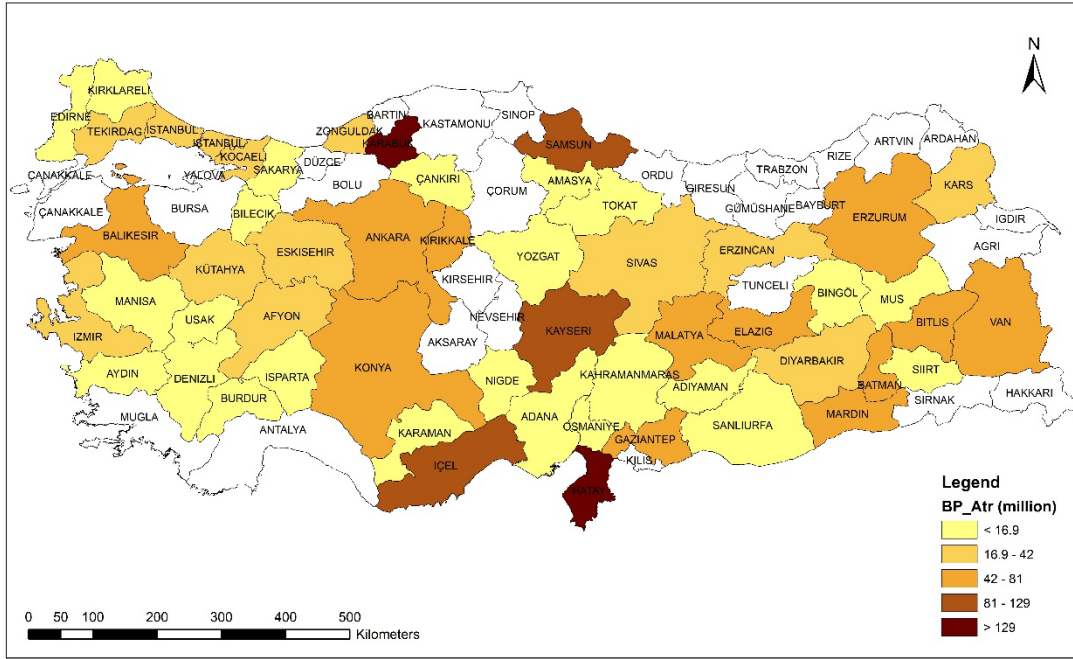 N
KIRKLARELI
EDIRNE
TEKIRDAG
ISTANBUL
ISTANBUL
KOCAELI
YALOVA
SAKARYA
DÜZCE
BOLU
ZONGULDAK
BARTIN
KARABÜK
KASTAMONU
SINOP
SAMSUN
ÇANKIRI
ÇORUM
AMASYA
TOKAT
ORDU
GIRESUN
TRABZON
GÜMÜSHANE
BAYBURT
RIZE
ARTVIN
ARDAHAN
KARS
IGDIR
AGRI
ERZURUM
ÇANAKKALE
ÇANAKKALE
BURSA
BILECIK
BALIKESIR
KÜTAHYA
ESKISEHIR
ANKARA
KIRIKKALE
KIRSEHIR
YOZGAT
SIVAS
ERZINCAN
TUNCELI
BINGÖL
MUS
BITLIS
VAN
MANISA
USAK
AFYON
IZMIR
AYDIN
DENIZLI
BURDUR
ISPARTA
MUGLA
ANTALYA
KONYA
AKSARAY
NEVSEHIR
KAYSERI
NIGDE
KARAMAN
IÇEL
ADANA
OSMANIYE
KAHRAMANMARAS
MALATYA
ELAZIG
ADIYAMAN
DIYARBAKIR
BATMAN
SIIRT
SIRNAK
HAKKARI
MARDIN
SANLIURFA
GAZIANTEP
KILIS
HATAY
Legend
BP_Atr (million)
< 16.9
16.9 - 42
42 - 81
81 - 129
> 129
0 50 100 200 300 400 500
Kilometers